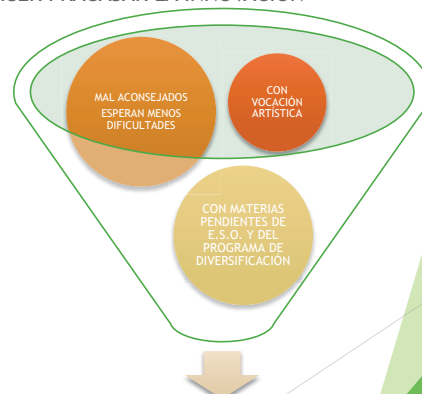 MAL ACONSEJADOS
ESPERAN MENOS
DIFICULTADES
CON
VOCACIÓN
ARTÍSTICA
CON MATERIAS
PENDIENTES DE
E.S.O. Y DEL
PROGRAMA DE
DIVERSIFICACIÓN